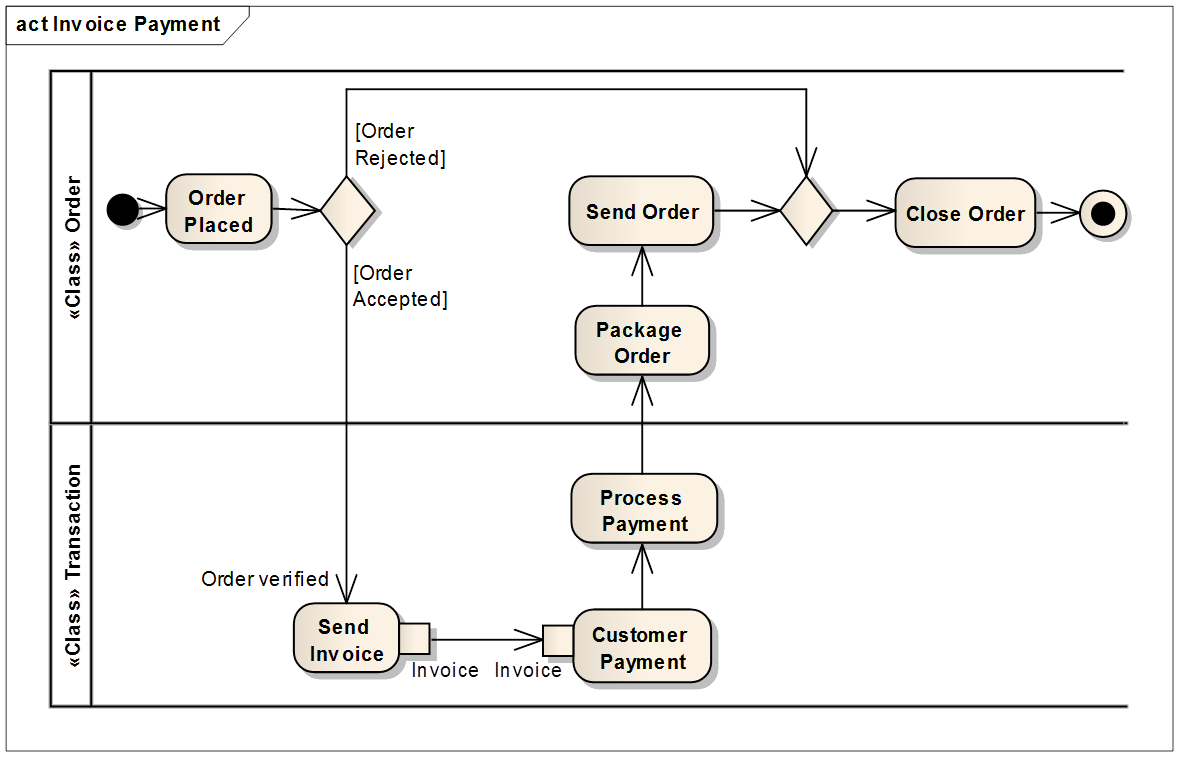 act Invoice Payment
«Class» Order
Order
Placed
[Order
Rejected]
[Order
Accepted]
Send Order
Close Order
Package
Order
«Class» Transaction
Process
Payment
Order verified
Send
Invoice
Invoice
Invoice
Customer
Payment